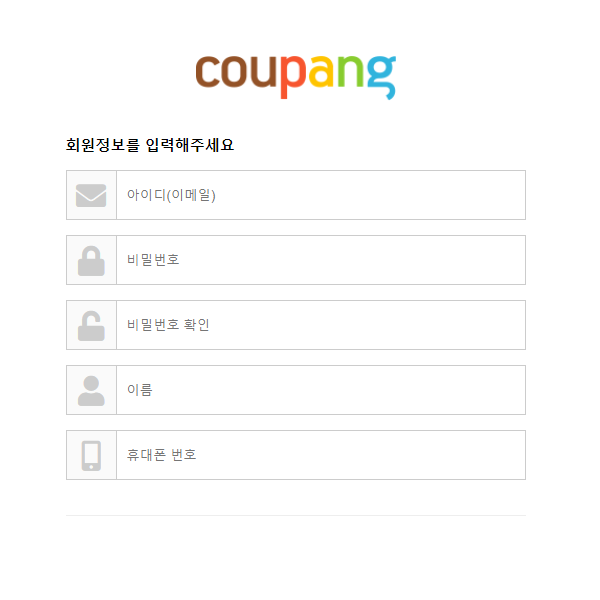 coupang
회원정보를 입력해주세요
아이디(이메일)
비밀번호
비밀번호 확인
이름
휴대폰 번호